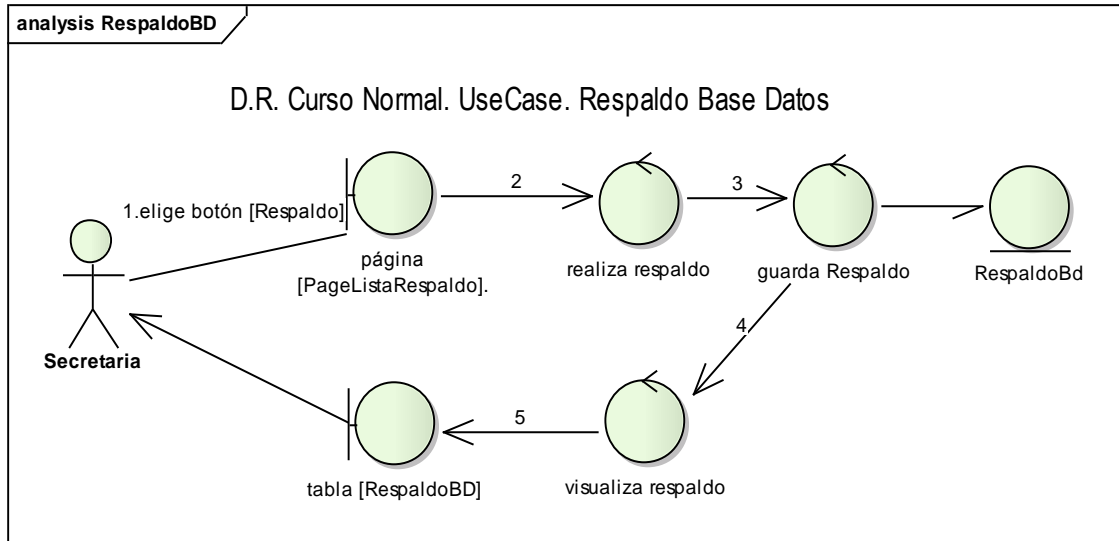 analysis RespaldoBD
D.R. Curso Normal. UseCase. Respaldo Base Datos
1.elige botón [Respaldo]
2
3
página
[PageListaRespaldo].
realiza respaldo
guarda Respaldo
RespaldoBd
Secretaria
4
5
tabla [RespaldoBD]
visualiza respaldo